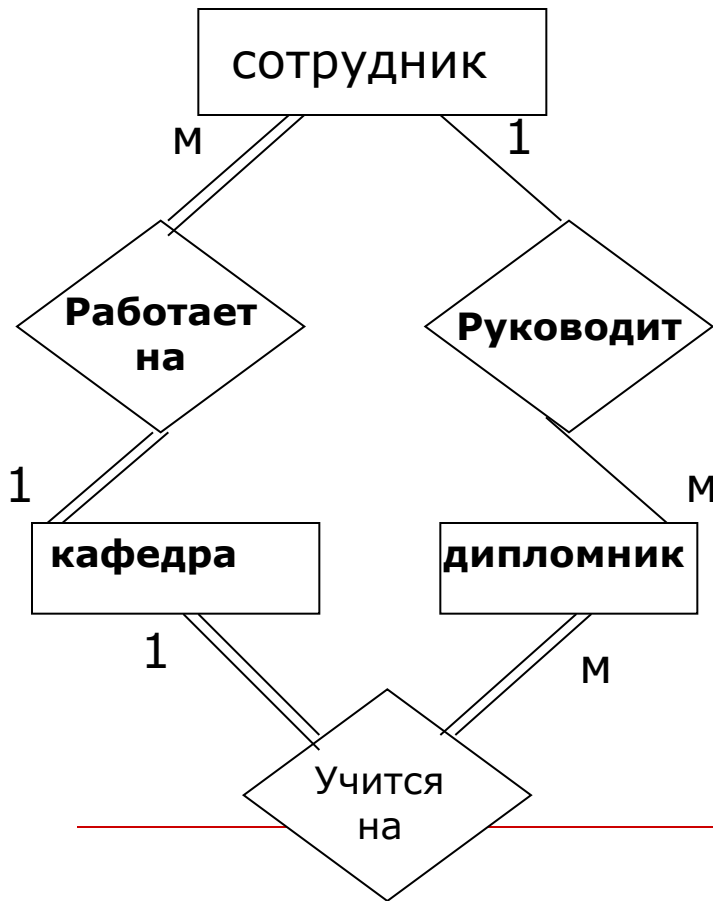 сотрудник
м
1
Работает
на
Руководит
1
м
кафедра
дипломник
1
м
Учится
на